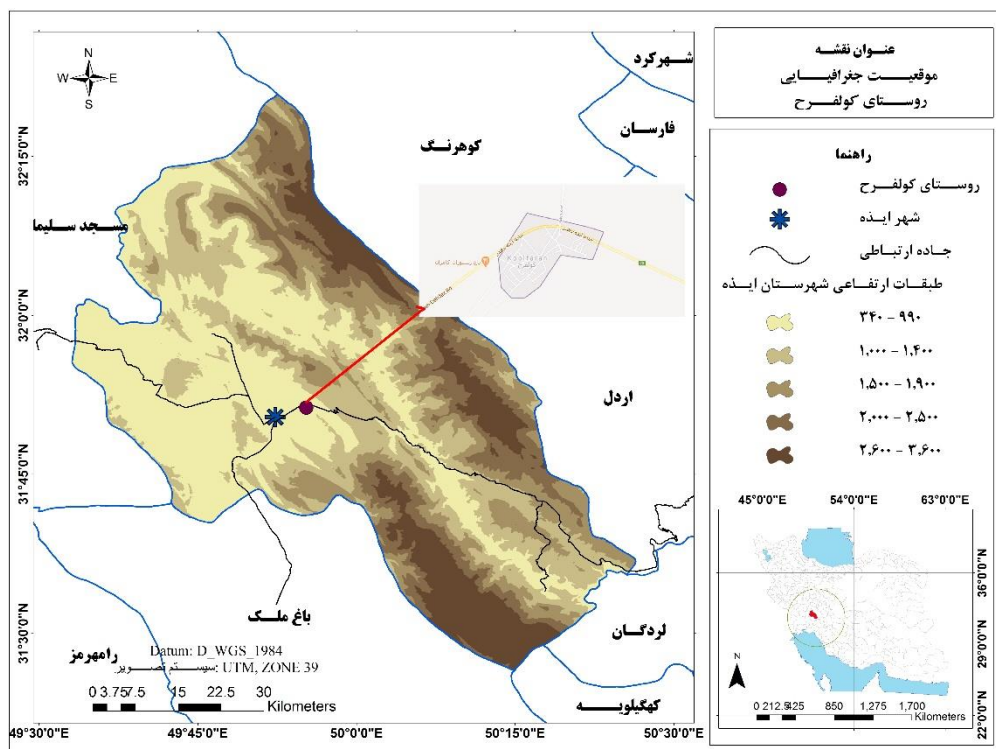 عنوان نقشه
موقعیت جغرافیایی
روستای کولفرح
راهنما
روستای کولفرح
شهر ایذه
جاده ارتباطی
طبقات ارتفاعی شهرستان ایذه
۳۴۰ - ۹۹۰
۱,۰۰۰ - ۱,۴۰۰
۱,۵۰۰ - ۱,۹۰۰
۲,۰۰۰ - ۲,۵۰۰
۲,۶۰۰ - ۳,۶۰۰
N
W E
S
شهرکرد
فارسان
کوهرنگ
مسجد سلیما
اردل
باغ ملک
رامهرمز
لردگان
کهگیلویه
کولفرح
Datum: D_WGS_1984
سیستم تصویر: UTM, ZONE 39
0 3.75 7.5 15 22.5 30
Kilometers
32°15'0"N
32°0'0"N
31°45'0"N
31°30'0"N
49°30'0"E 49°45'0"E 50°0'0"E 50°15'0"E 50°30'0"E
45°0'0"E 54°0'0"E 63°0'0"E
36°0'0"N
29°0'0"N
22°0'0"N
N
0 212.5 425 850 1,275 1,700
Kilometers